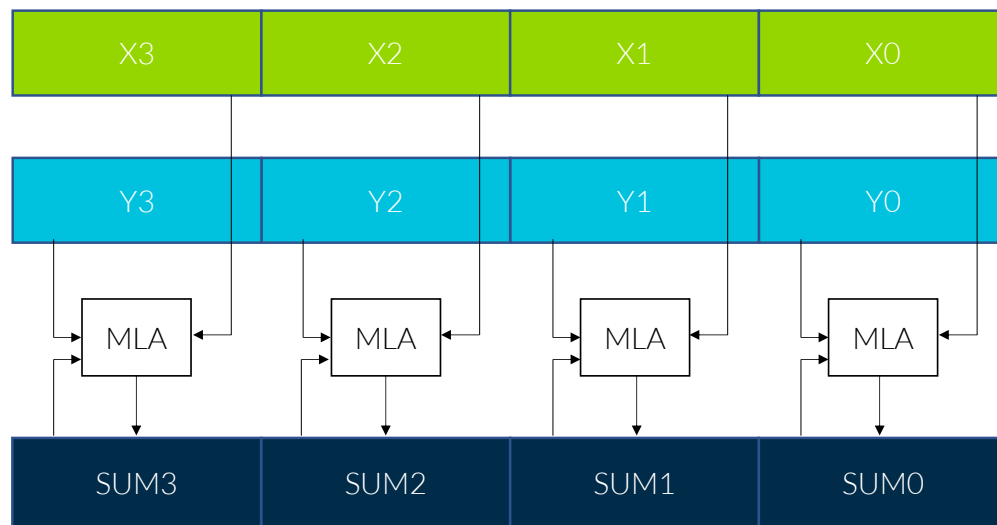 X3 X2 X1 X0
Y3 Y2 Y1 Y0
MLA MLA MLA MLA
SUM3 SUM2 SUM1 SUM0